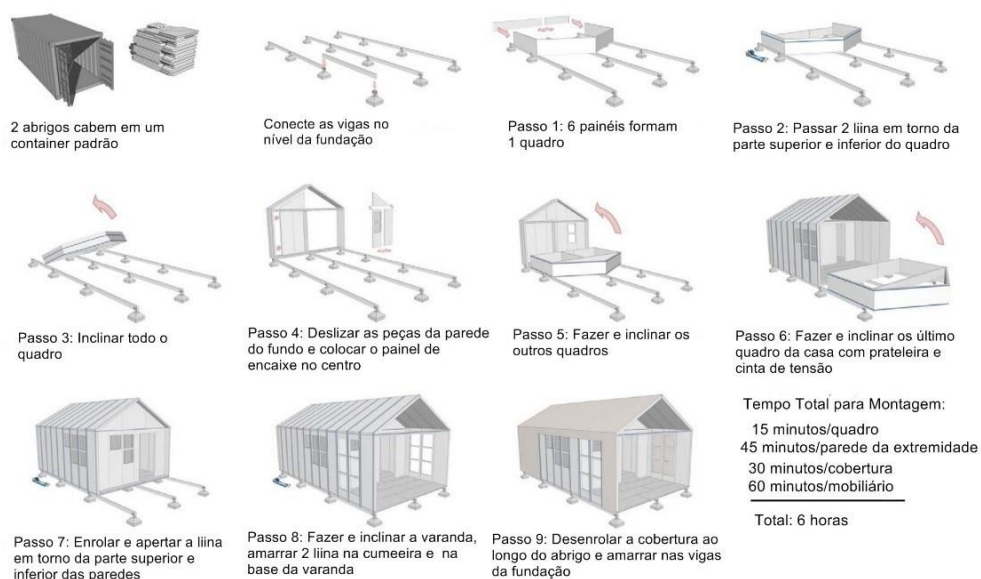 2 abrigos cabem em um
container padrão
Conecte as vigas no
nível da fundação
Passo 1: 6 painéis formam
1 quadro
Passo 2: Passar 2 liina em torno da
parte superior e inferior do quadro
Passo 3: Inclinar todo o
quadro
Passo 4: Deslizar as peças da parede
do fundo e colocar o painel de
encaixe no centro
Passo 5: Fazer e inclinar os
outros quadros
Passo 6: Fazer e inclinar os último
quadro da casa com prateleira e
cinta de tensão
Passo 7: Enrolar e apertar a liina
em torno da parte superior e
inferior das paredes
Passo 8: Fazer e inclinar a varanda,
amarrar 2 liina na cumeeira e na
base da varanda
Passo 9: Desenrolar a cobertura ao
longo do abrigo e amarrar nas vigas
da fundação
Tempo Total para Montagem:
15 minutos/quadro
45 minutos/parede da extremidade
30 minutos/cobertura
60 minutos/mobiliário
Total: 6 horas